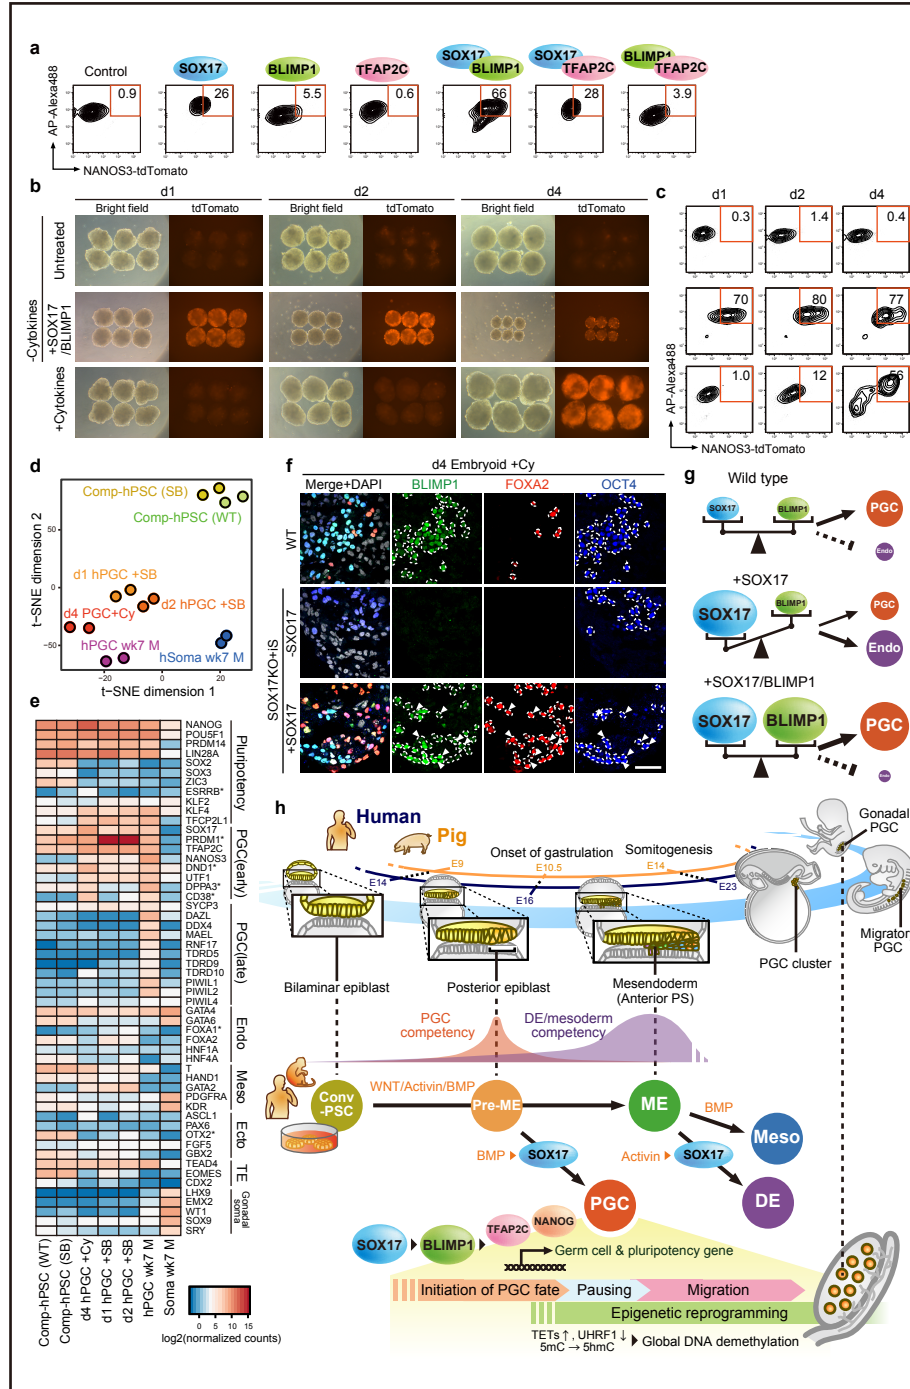 a
Control
SOX17
BLIMP1
TFAP2C
SOX17
BLIMP1
SOX17
TFAP2C
BLIMP1
TFAP2C
AP-Alexa488
0.9
26
5.5
0.6
66
28
3.9
NANOS3-tdTomato
b
d1
d2
d4
Bright field
tdTomato
Bright field
tdTomato
Bright field
tdTomato
Untreated
-Cytokines
+SOX17
/BLIMP1
+Cytokines
c
d1
d2
d4
0.3
1.4
0.4
70
80
77
1.0
12
56
AP-Alexa488
NANOS3-tdTomato
d
Comp-hPSC (SB)
Comp-hPSC (WT)
d1 hPGC +SB
d2 hPGC +SB
d4 PGC+Cy
hPGC wk7 M
hSoma wk7 M
t-SNE dimension 2
50
0
-50
-20
0
20
t-SNE dimension 1
e
NANOG
POU5F1
PRDM14
LIN28A
SOX2
SOX3
ZIC3
ESRRB*
KLF2
KLF4
TFCP2L1
SOX17
PRDM1*
TFAP2C
NANOS3
DND1*
UTF1
DPPA3*
CD38*
SYCP3
DAZL
DDX4
MAEL
RNF17
TDRD5
TDRD9
TDRD10
PIWIL1
PIWIL2
PIWIL4
GATA4
GATA6
FOXA1*
FOXA2
HNF1A
HNF4A
T
HAND1
GATA2
PDGFRA
KDR
ASCL1
PAX6
OTX2*
FGF5
GBX2
TEAD4
EOMES
CDX2
LHX9
EMX2
WT1
SOX9
SRY
Pluripotency
PGC(early)
PGC(late)
Endo
Meso
Ecto
TE
Gonadal
soma
Comp-hPSC (WT)
Comp-hPSC (SB)
d4 hPGC +Cy
d1 hPGC +SB
d2 hPGC +SB
hPGC wk7 M
Soma wk7 M
0 5 10 15
log2(normalized counts)
f
d4 Embryoid +Cy
Merge+DAPI
BLIMP1
FOXA2
OCT4
WT
SOX17KO+iS
-SXO17
+SOX17
g
Wild type
SOX17
BLIMP1
PGC
Endo
+SOX17
SOX17
BLIMP1
PGC
Endo
+SOX17/BLIMP1
SOX17
BLIMP1
PGC
Endo
h
Human
Pig
Onset of gastrulation
Somitogenesis
Gonadal
PGC
E9
E10.5
E14
E14
E16
E23
Migrator
PGC
PGC cluster
Bilaminar epiblast
Posterior epiblast
Mesendoderm
(Anterior PS)
PGC
competency
DE/mesoderm
competency
Conv
-PSC
WNT/Activin/BMP
Pre-ME
ME
BMP
Meso
BMP
SOX17
Activin
SOX17
PGC
DE
SOX17
BLIMP1
TFAP2C
NANOG
Germ cell & pluripotency gene
Initiation of PGC fate
Pausing
Migration
Epigenetic reprogramming
TETs ↑, UHRF1 ↓
5mC → 5hmC
Global DNA demethylation